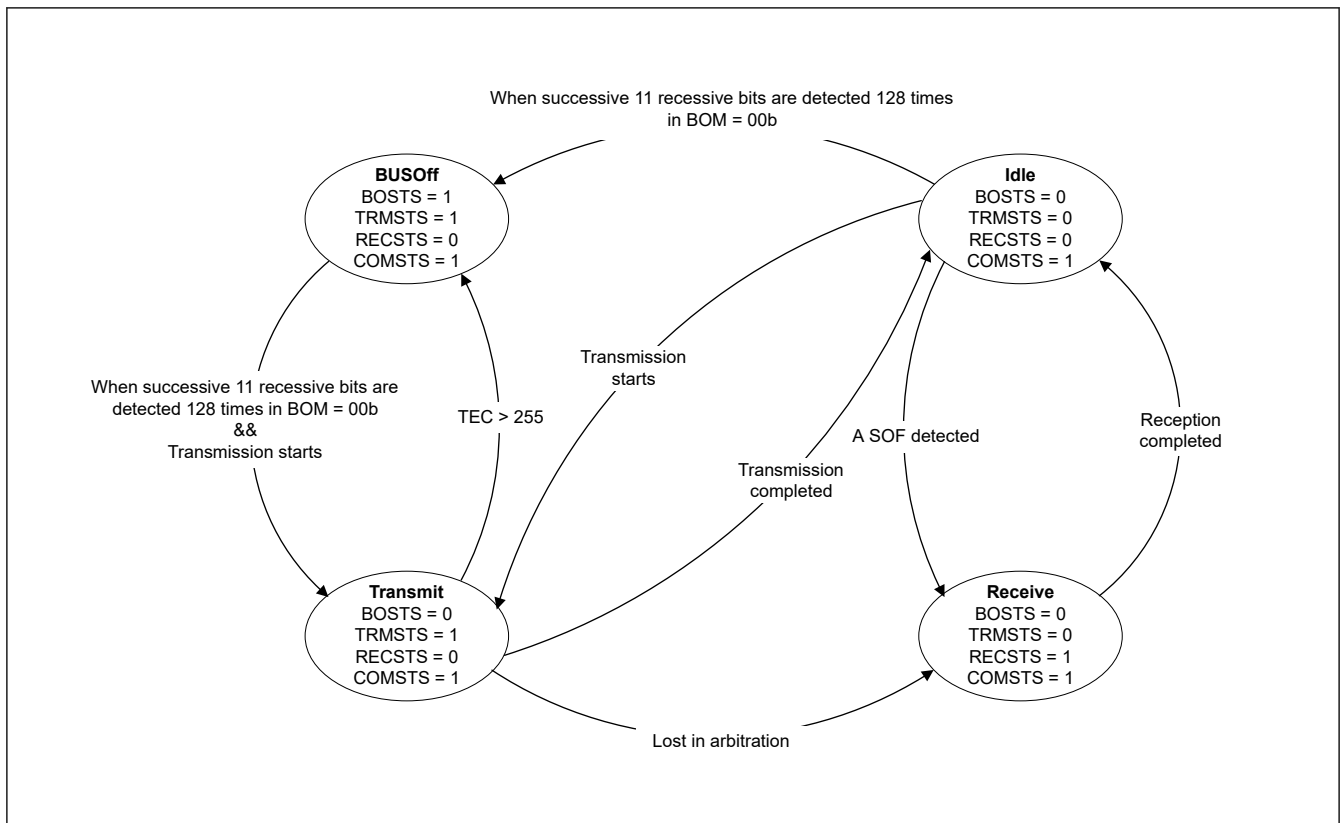 When successive 11 recessive bits are detected 128 times
in BOM = 00b
BUSOff
BOSTS = 1
TRMSTS = 1
RECSTS = 0
COMSTS = 1
Idle
BOSTS = 0
TRMSTS = 0
RECSTS = 0
COMSTS = 1
When successive 11 recessive bits are
detected 128 times in BOM = 00b
&&
Transmission starts
TEC > 255
Transmission
starts
Transmission
completed
A SOF detected
Reception
completed
Transmit
BOSTS = 0
TRMSTS = 1
RECSTS = 0
COMSTS = 1
Receive
BOSTS = 0
TRMSTS = 0
RECSTS = 1
COMSTS = 1
Lost in arbitration